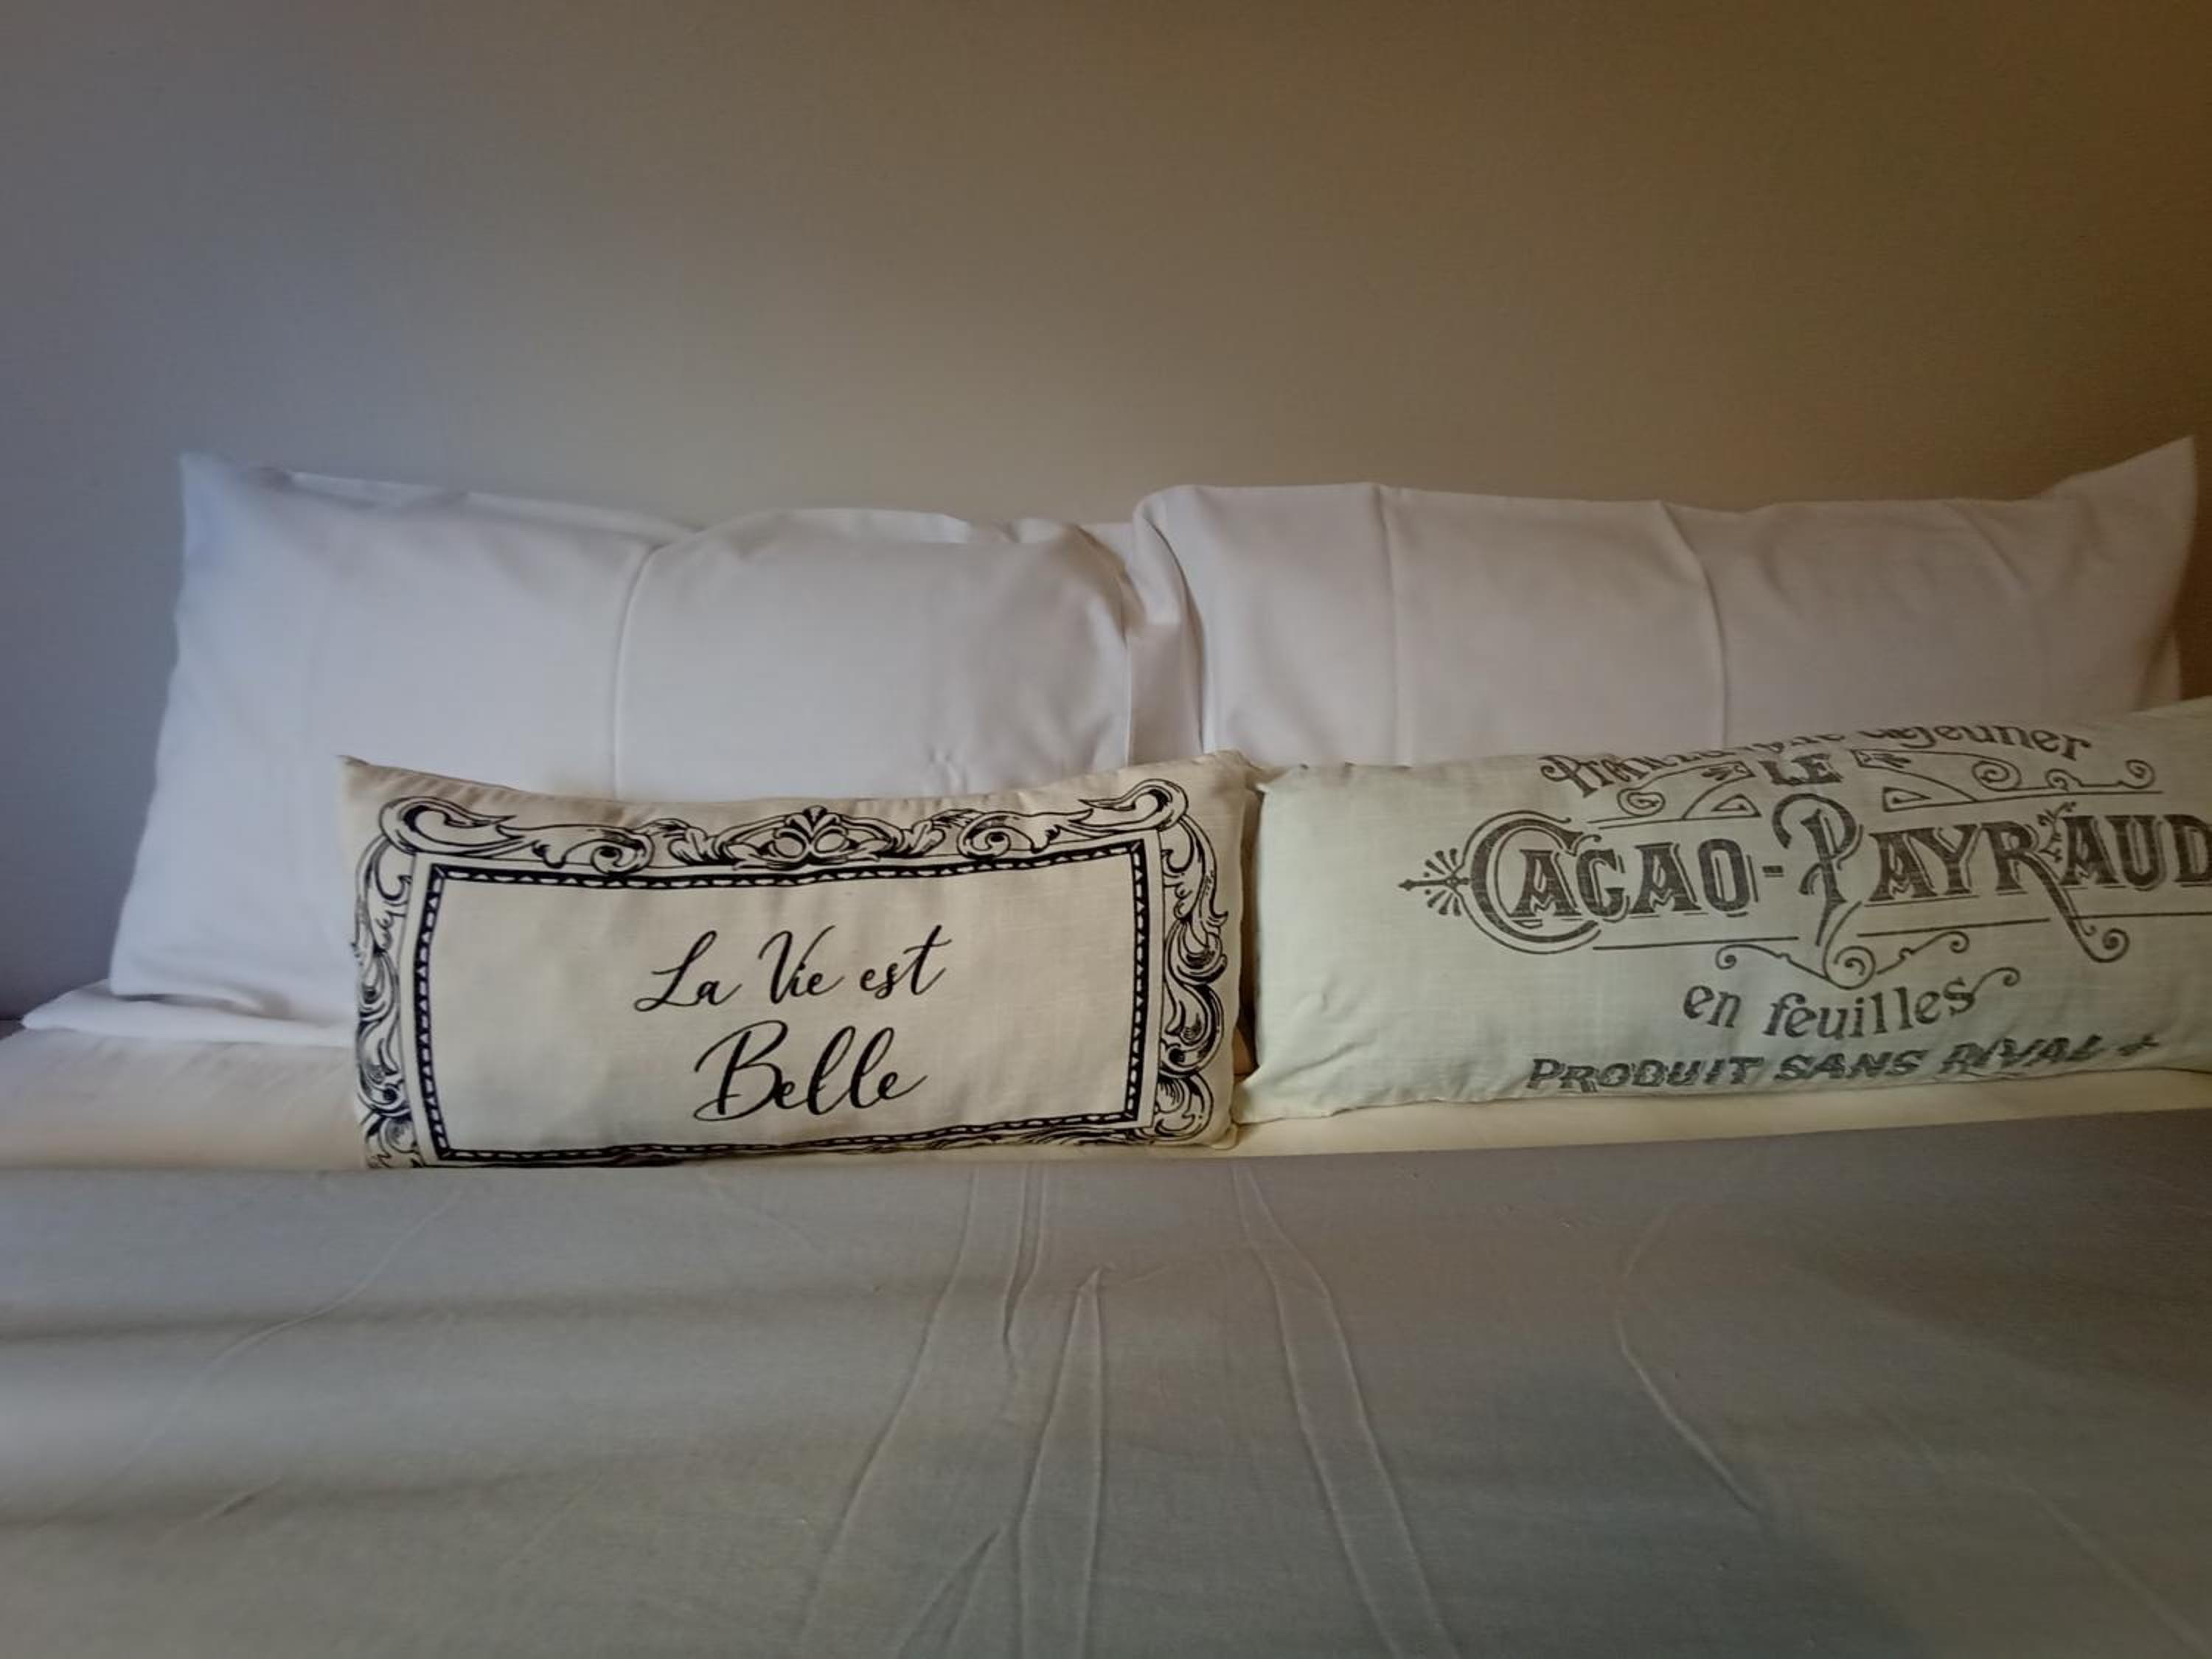 La Vie est
Belle
déjeuner
LE
CACAO-PAYRAUD
en feuilles
PRODUIT SANS RIVAL